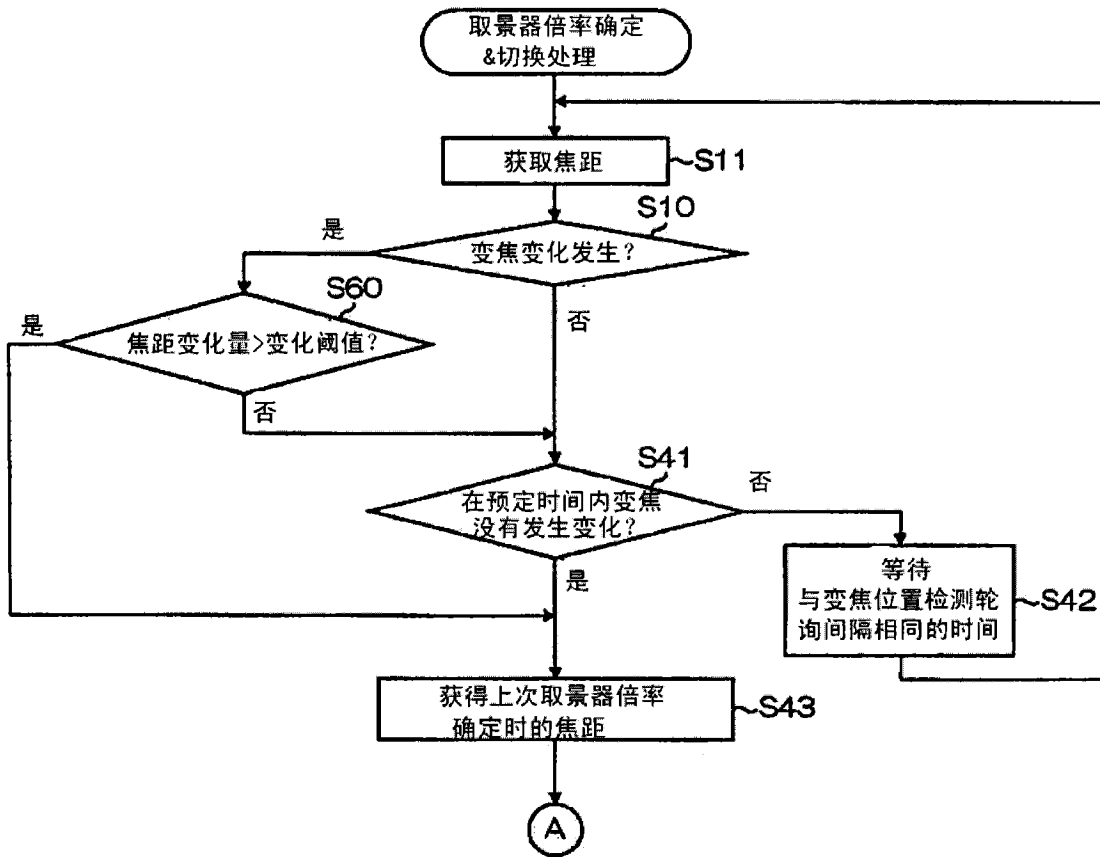 取景器倍率确定
&切换处理
获取焦距
S11
S10
是
变焦变化发生?
S60
否
是
焦距变化量>变化阈值?
否
S41
否
在预定时间内变焦
没有发生变化?
是
等待
与变焦位置检测轮
询间隔相同的时间
S42
获得上次取景器倍率
确定时的焦距
S43
A